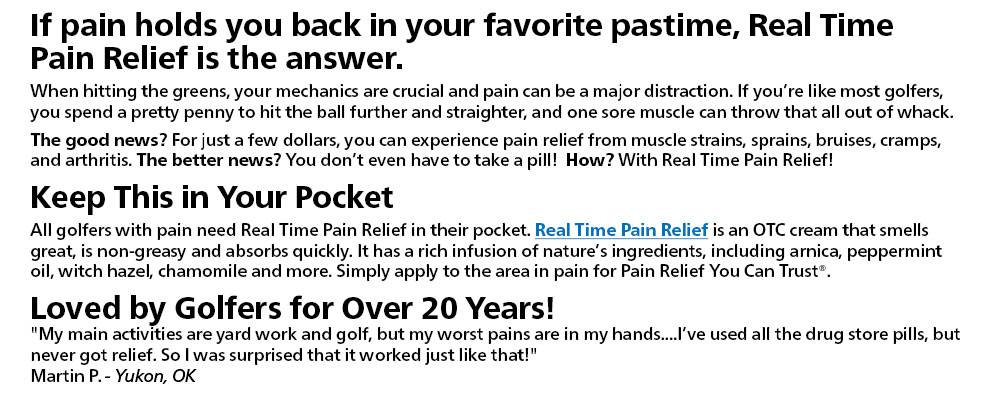 If pain holds you back in your favorite pastime, Real Time
Pain Relief is the answer.
When hitting the greens, your mechanics are crucial and pain can be a major distraction. If you’re like most golfers,
you spend a pretty penny to hit the ball further and straighter, and one sore muscle can throw that all out of whack.
The good news? For just a few dollars, you can experience pain relief from muscle strains, sprains, bruises, cramps,
and arthritis. The better news? You don’t even have to take a pill!  How? With Real Time Pain Relief!
Keep This in Your Pocket
All golfers with pain need Real Time Pain Relief in their pocket. Real Time Pain Relief is an OTC cream that smells
great, is non-greasy and absorbs quickly. It has a rich infusion of nature’s ingredients, including arnica, peppermint
oil, witch hazel, chamomile and more. Simply apply to the area in pain for Pain Relief You Can Trust®.
Loved by Golfers for Over 20 Years!
"My main activities are yard work and golf, but my worst pains are in my hands....I’ve used all the drug store pills, but
never got relief. So I was surprised that it worked just like that!"
Martin P. - Yukon, OK